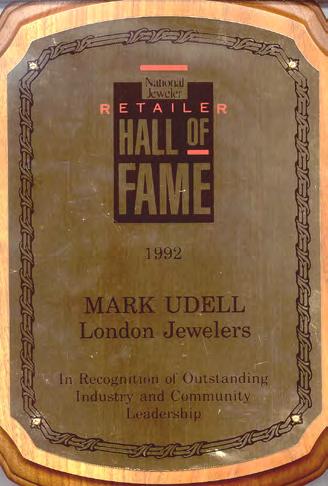 National
Jeweler
RETAILER
HALL OF
FAME
1992
MARK UDELL
London Jewelers
In Recognition of Outstanding
Industry and Community
Leadership